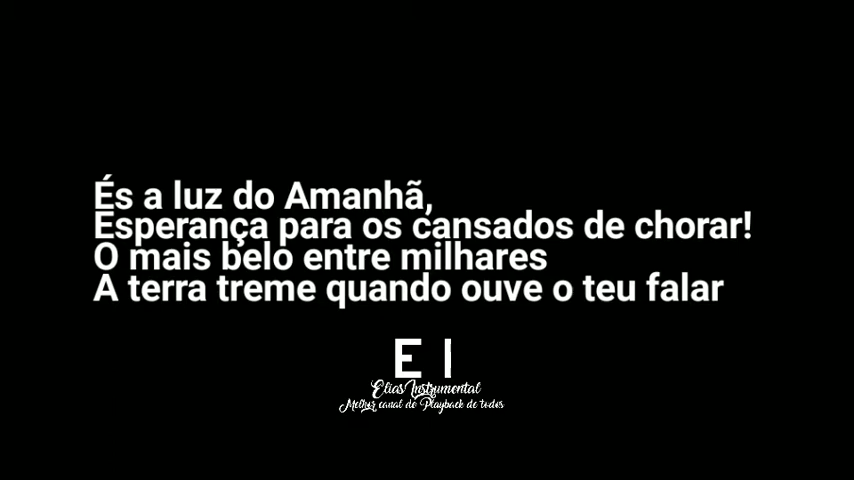 És a luz do Amanhã,
Esperança para os cansados de chorar!
O mais belo entre milhares
A terra treme quando ouve o teu falar
E I
Elias Instrumental
Melhor canal de Playback de todos